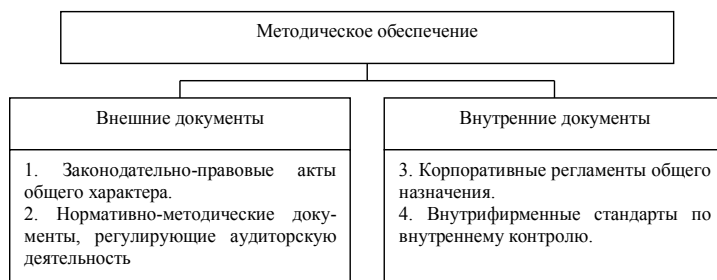 Методическое обеспечение
Внешние документы
1. Законодательно-правовые акты
общего характера.
2. Нормативно-методические доку-
менты, регулирующие аудиторскую
деятельность
Внутренние документы
3. Корпоративные регламенты общего
назначения.
4. Внутрифирменные стандарты по
внутреннему контролю.